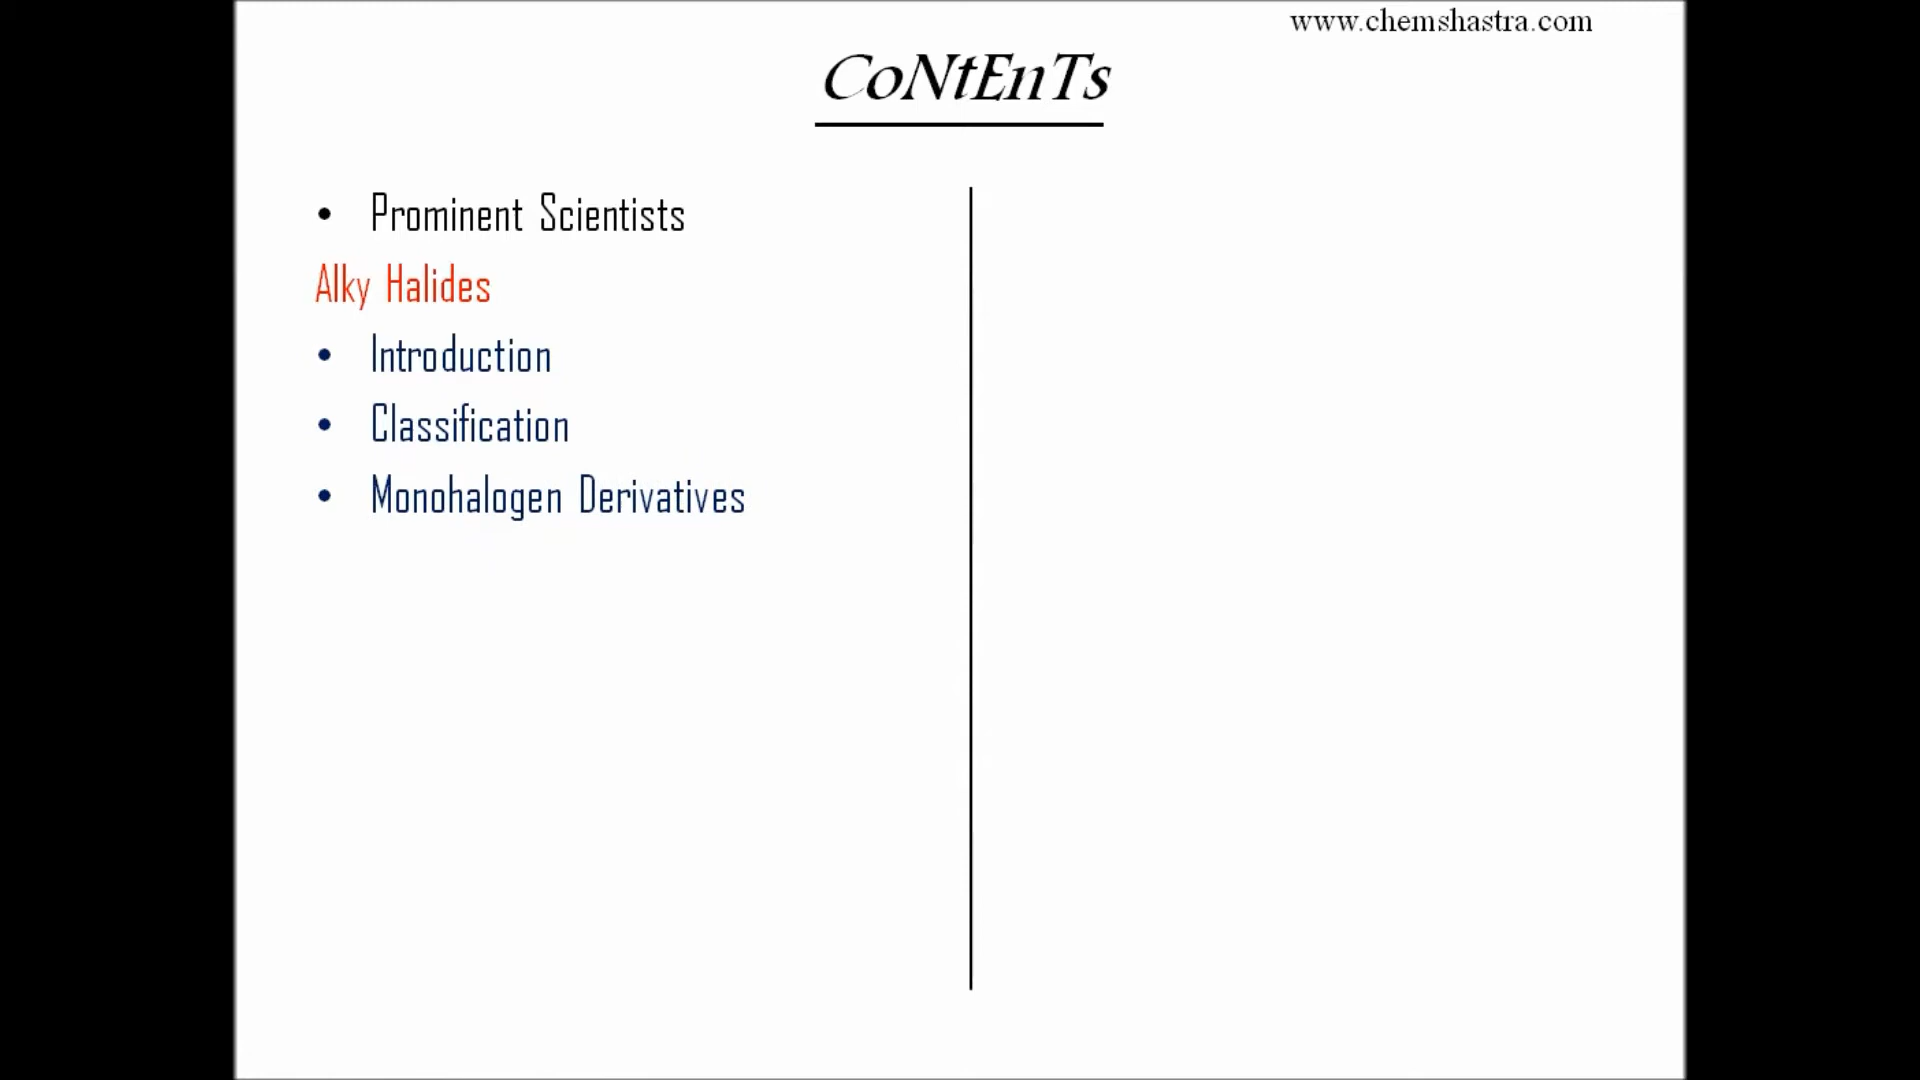 www.chemshastra.com
CoNtEnTs
• Prominent Scientists
Alky Halides
• Introduction
• Classification
• Monohalogen Derivatives